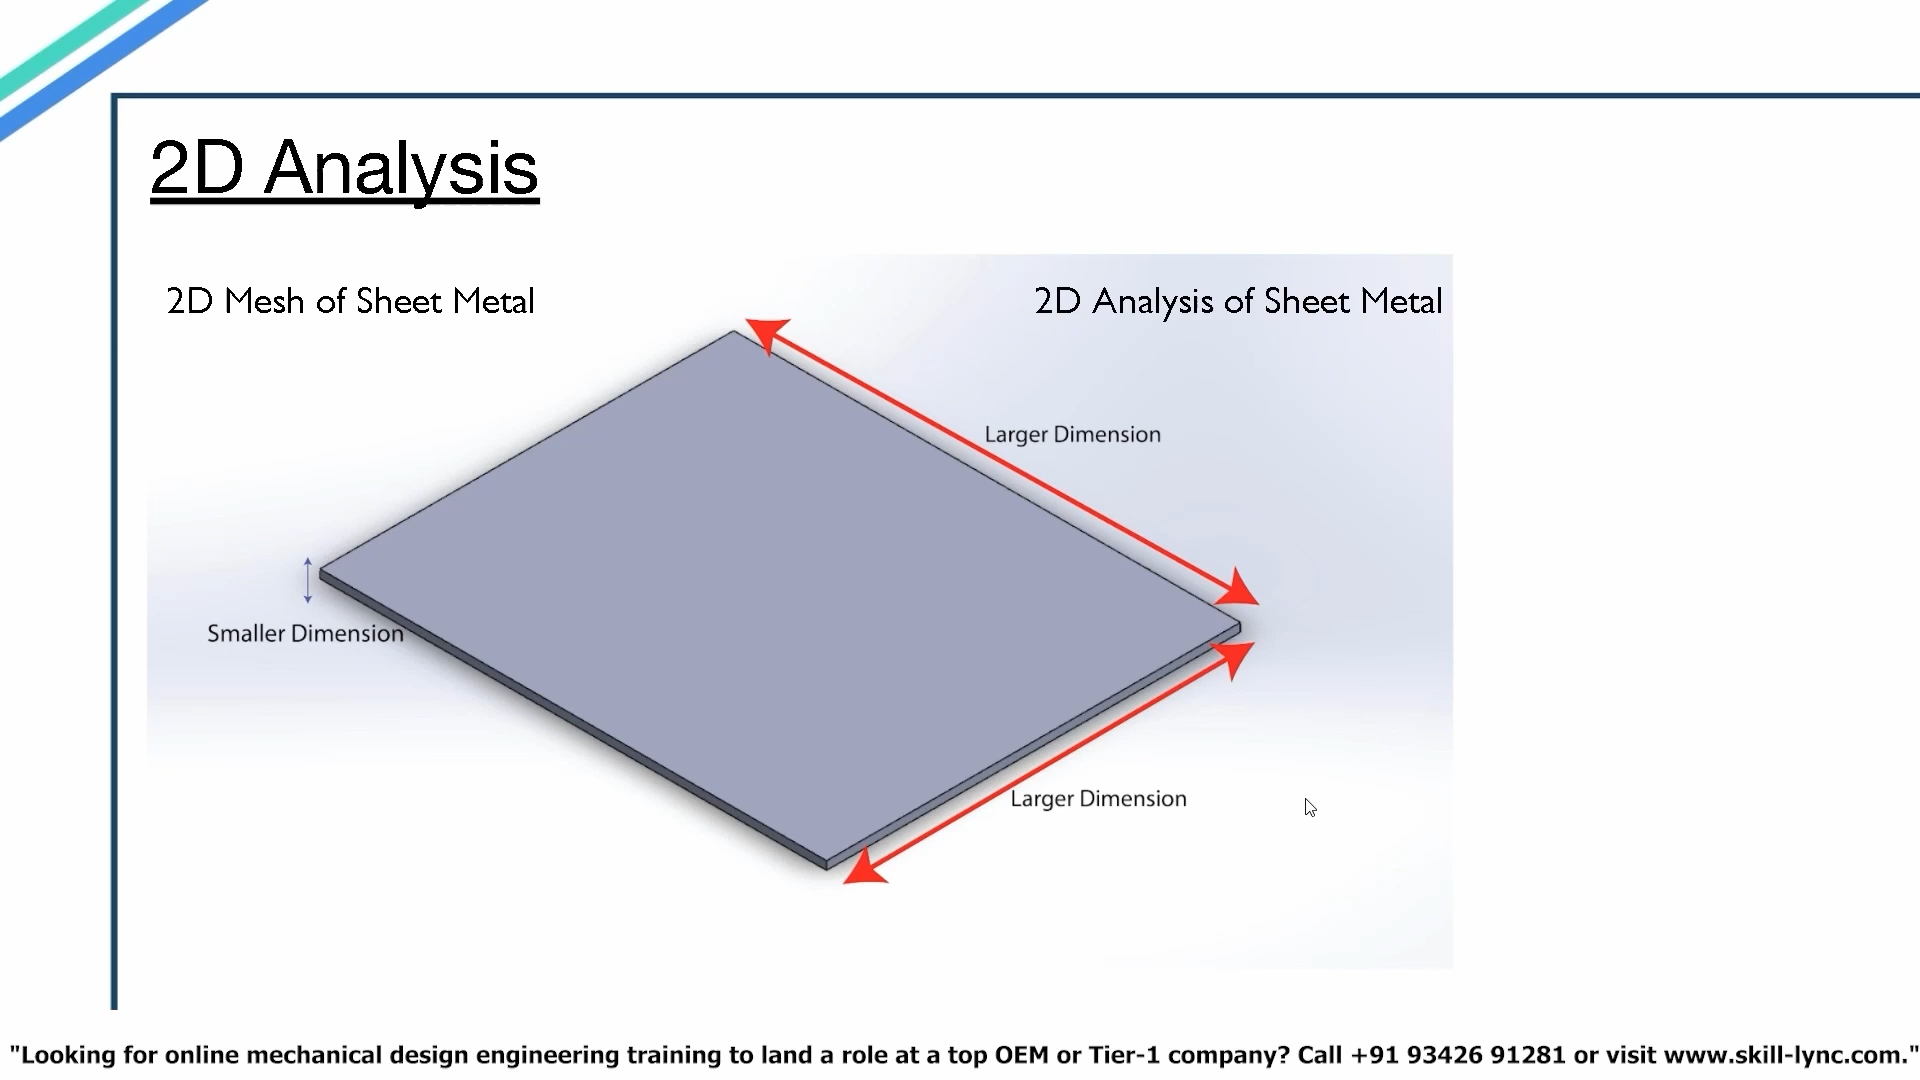 2D Analysis
2D Mesh of Sheet Metal
2D Analysis of Sheet Metal
Larger Dimension
Smaller Dimension
Larger Dimension
"Looking for online mechanical design engineering training to land a role at a top OEM or Tier-1 company? Call +91 93426 91281 or visit www.skill-lync.com."